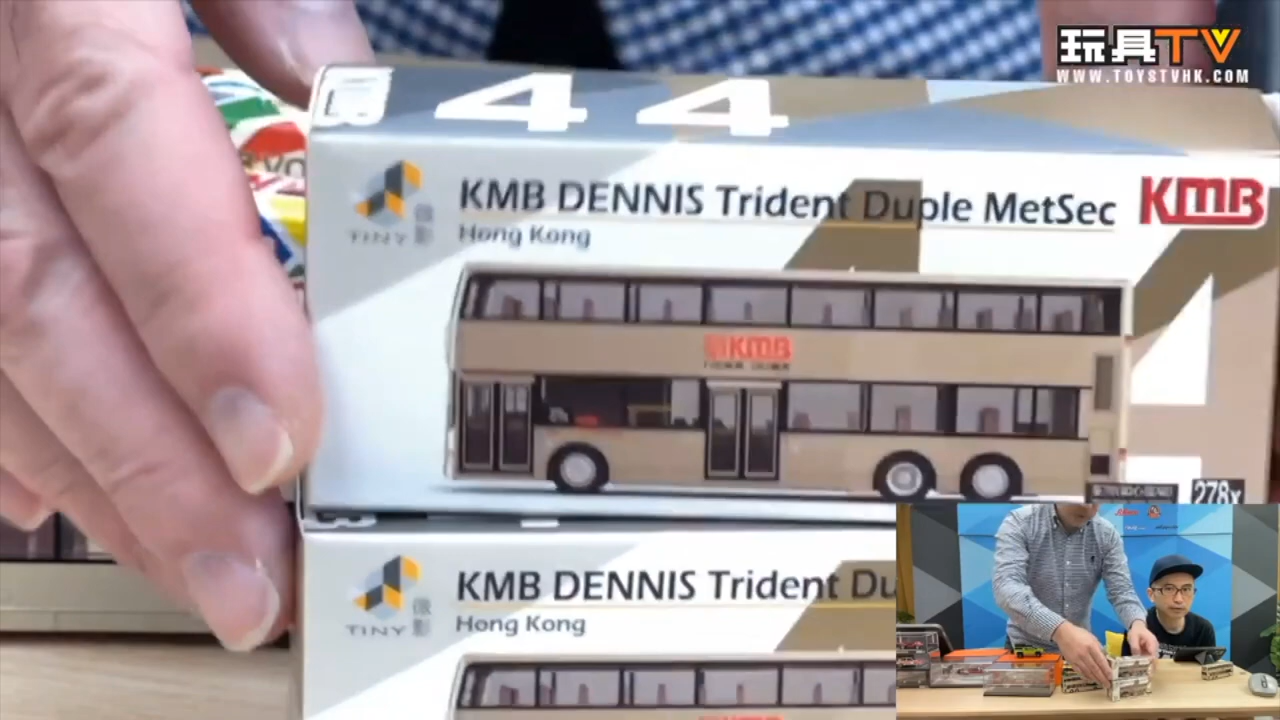 玩具TV
WWW.TOYSTVHK.COM
44
KMB DENNIS Trident Duple MetSec
KMB
TINY 微影
Hong Kong
KMB
278x
KMB DENNIS Trident Du
TINY 微影
Hong Kong